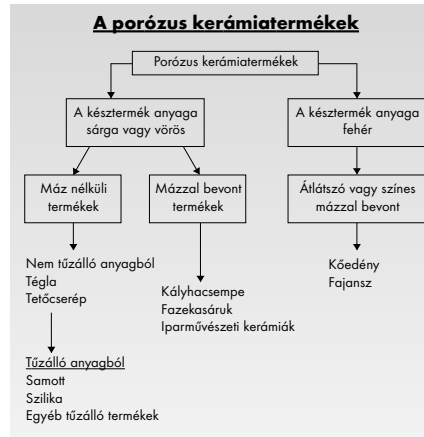 A porózus kerámiatermékek
Porózus kerámiatermékek
A késztermék anyaga
sárga vagy vörös
A késztermék anyaga
fehér
Máz nélküli
termékek
Mázzal bevont
termékek
Átlátszó vagy színes
mázzal bevont
Nem tűzálló anyagból
Tégla
Tetőcserép
Kályhacsempe
Fazekasáruk
Iparművészeti kerámiák
Kőedény
Fajansz
Tűzálló anyagból
Samott
Szilika
Egyéb tűzálló termékek